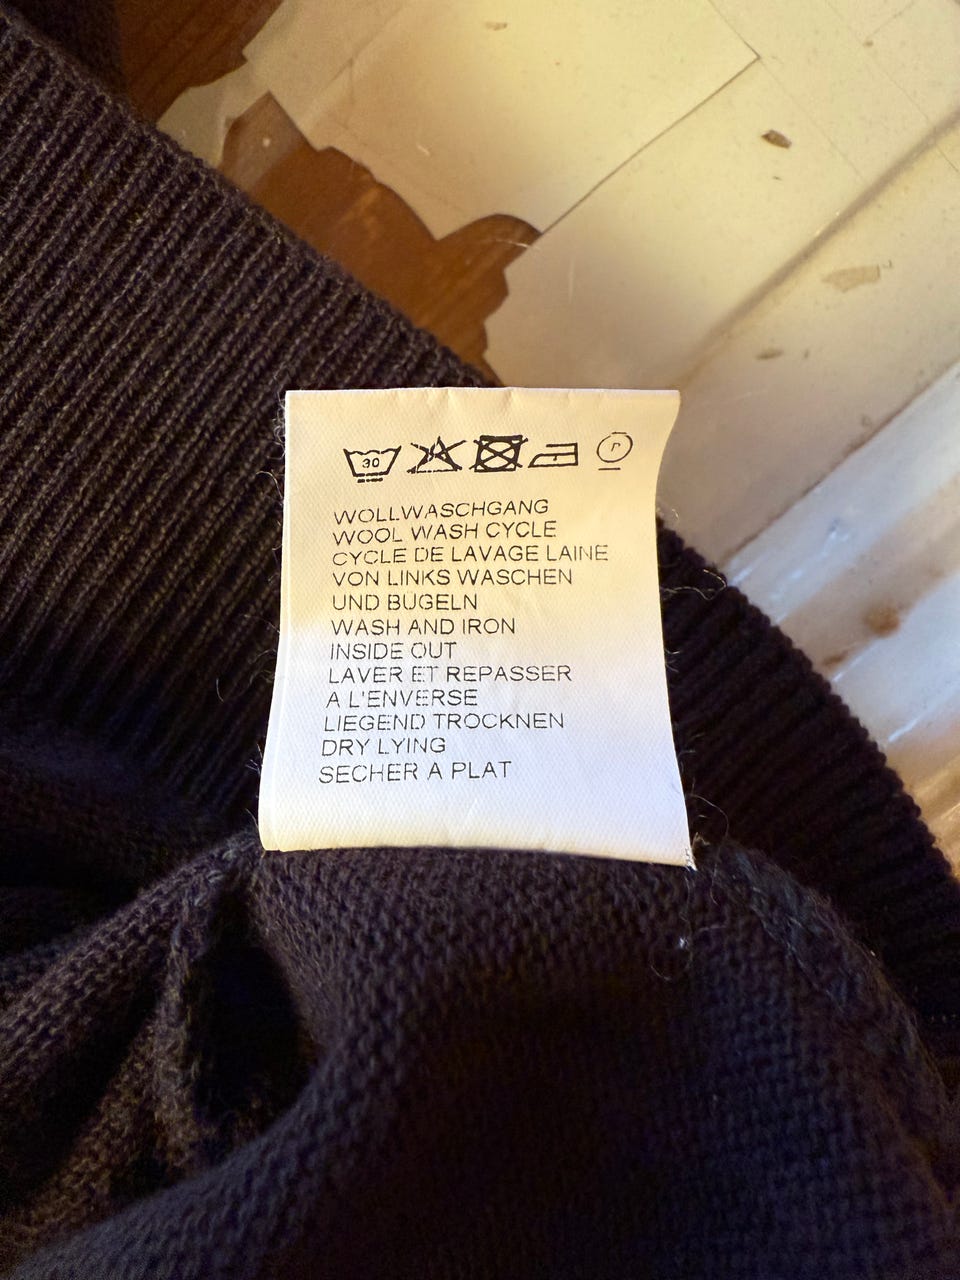 30 P
WOLLWASCHGANG
WOOL WASH CYCLE
CYCLE DE LAVAGE LAINE
VON LINKS WASCHEN
UND BÜGELN
WASH AND IRON
INSIDE OUT
LAVER ET REPASSER
A L'ENVERSE
LIEGEND TROCKNEN
DRY LYING
SECHER A PLAT